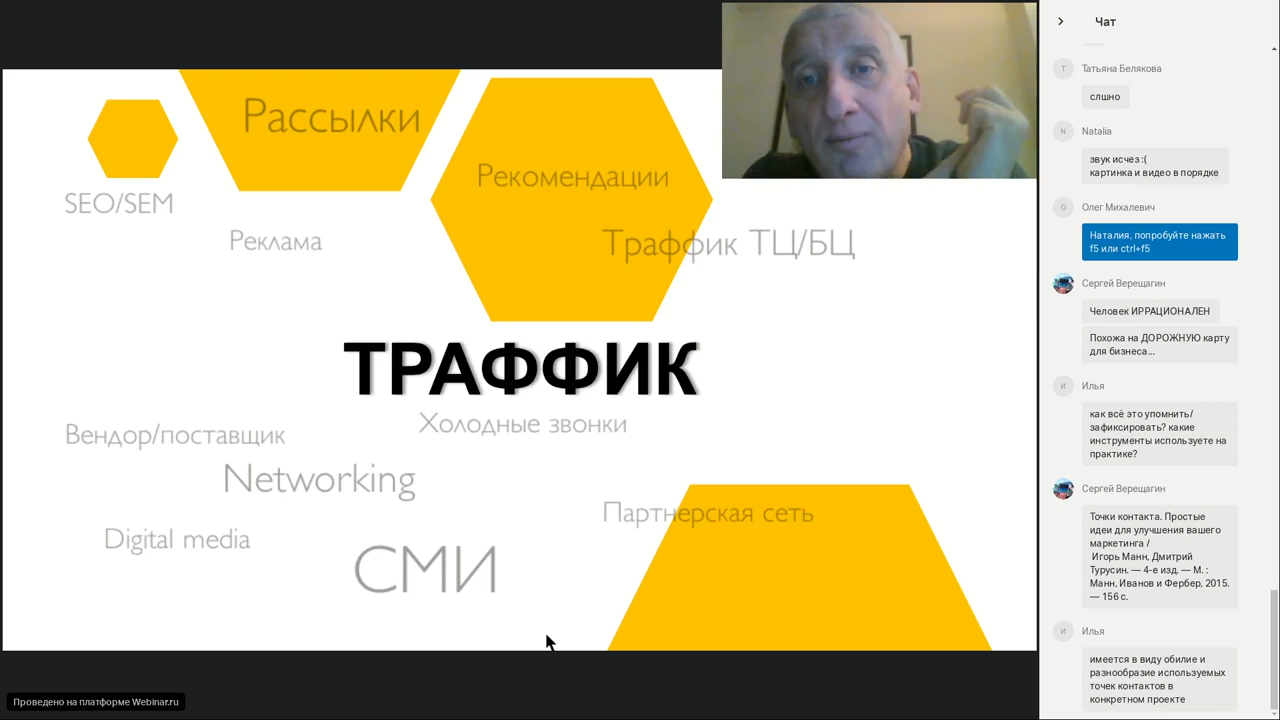 Рассылки
Рекомендации
SEO/SEM
Реклама
Траффик ТЦ/БЦ
ТРАФФИК
Холодные звонки
Вендор/поставщик
Networking
Партнерская сеть
Digital media
СМИ
Проведено на платформе Webinar.ru
Чат
Т
Татьяна Белякова
слшно
N
Natalia
звук исчез :(
картинка и видео в порядке
О
Олег Михалевич
Наталия, попробуйте нажать
f5 или ctrl+f5
Сергей Верещагин
Человек ИРРАЦИОНАЛЕН
Похожа на ДОРОЖНУЮ карту
для бизнеса...
И
Илья
как всё это упомнить/
зафиксировать? какие
инструменты используете на
практике?
Сергей Верещагин
Точки контакта. Простые
идеи для улучшения вашего
маркетинга /
Игорь Манн, Дмитрий
Турусин. — 4-е изд. — М. :
Манн, Иванов и Фербер, 2015.
— 156 с.
И
Илья
имеется в виду обилие и
разнообразие используемых
точек контактов в
конкретном проекте